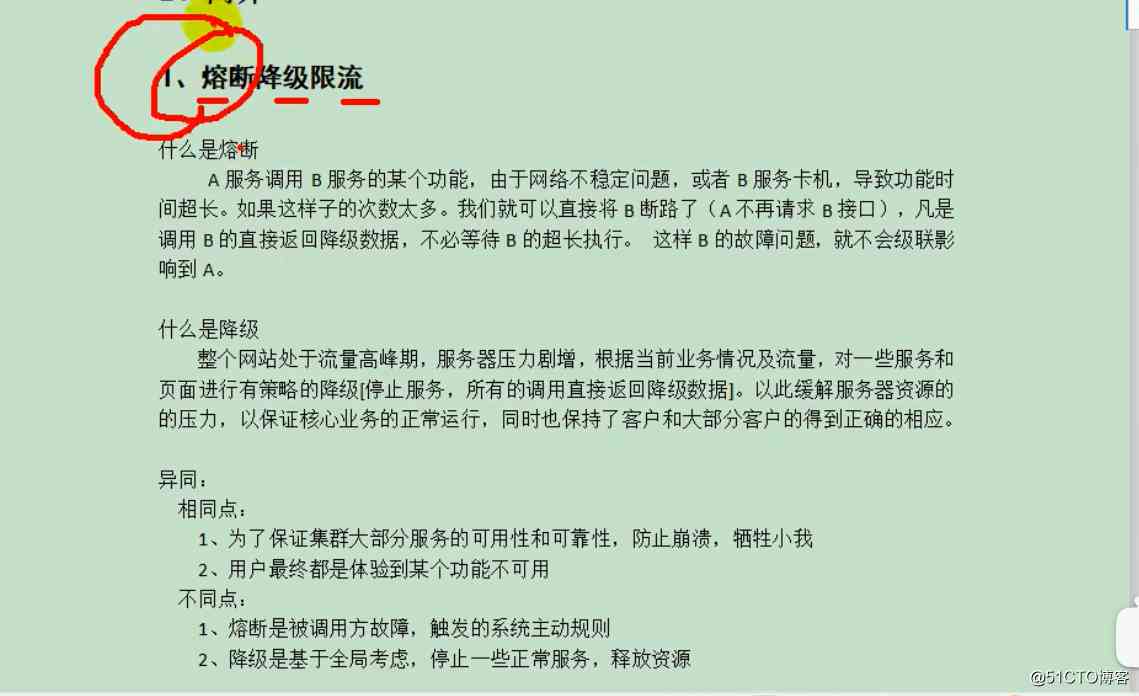 1、熔断降级限流
什么是熔断
A 服务调用 B 服务的某个功能，由于网络不稳定问题，或者 B 服务卡机，导致功能时
间超长。如果这样子的次数太多。我们就可以直接将 B 断路了（A 不再请求 B 接口），凡是
调用 B 的直接返回降级数据，不必等待 B 的超长执行。 这样 B 的故障问题，就不会级联影
响到 A。
什么是降级
整个网站处于流量高峰期，服务器压力剧增，根据当前业务情况及流量，对一些服务和
页面进行有策略的降级[停止服务，所有的调用直接返回降级数据]。以此缓解服务器资源的
的压力，以保证核心业务的正常运行，同时也保持了客户和大部分客户的得到正确的相应。
异同：
相同点：
1、为了保证集群大部分服务的可用性和可靠性，防止崩溃，牺牲小我
2、用户最终都是体验到某个功能不可用
不同点：
1、熔断是被调用方故障，触发的系统主动规则
2、降级是基于全局考虑，停止一些正常服务，释放资源
@51CTO博客